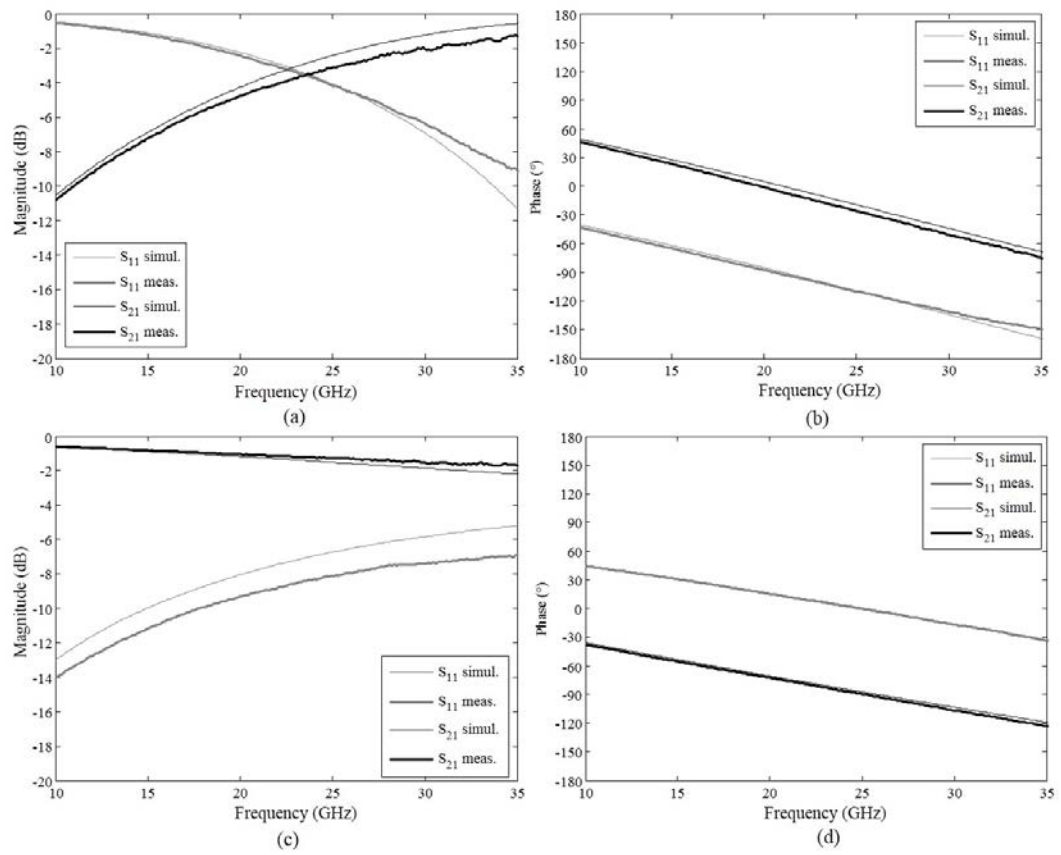 0
-2
-4
-6
-8
-10
-12
-14
-16
-18
-20
Magnitude (dB)
S11 simul.
S11 meas.
S21 simul.
S21 meas.
10 15 20 25 30 35
Frequency (GHz)
(a)
180
150
120
90
60
30
0
-30
-60
-90
-120
-150
-180
Phase (°)
S11 simul.
S11 meas.
S21 simul.
S21 meas.
10 15 20 25 30 35
Frequency (GHz)
(b)
0
-2
-4
-6
-8
-10
-12
-14
-16
-18
-20
Magnitude (dB)
S11 simul.
S11 meas.
S21 simul.
S21 meas.
10 15 20 25 30 35
Frequency (GHz)
(c)
180
150
120
90
60
30
0
-30
-60
-90
-120
-150
-180
Phase (°)
S11 simul.
S11 meas.
S21 simul.
S21 meas.
10 15 20 25 30 35
Frequency (GHz)
(d)